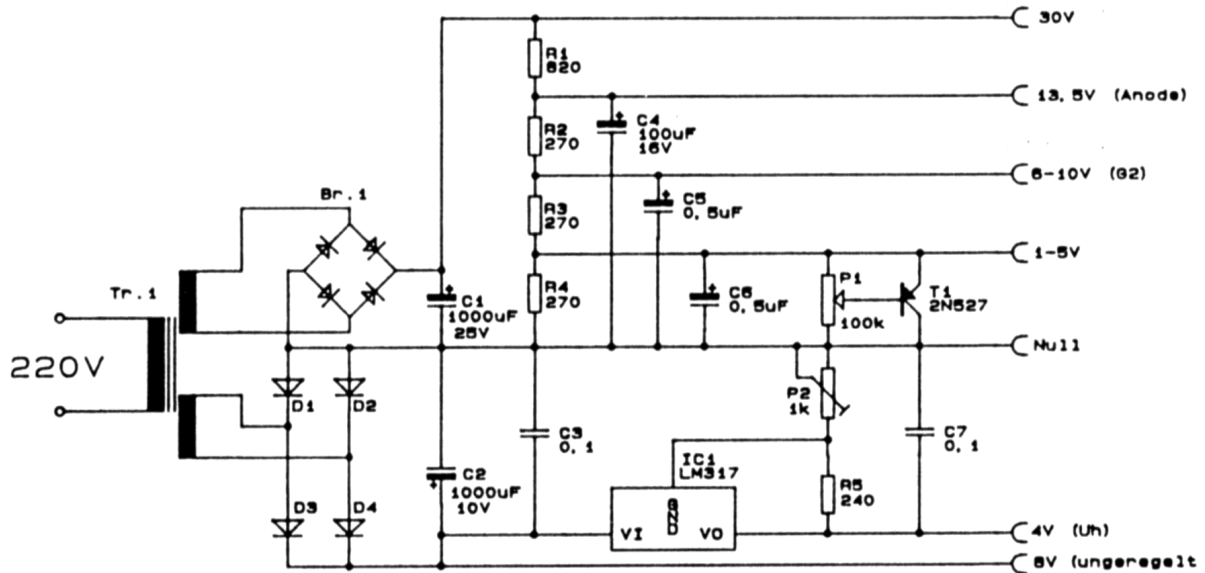 30V
R1
820
13,5V (Anode)
C4
100uF
16V
R2
270
6-10V (G2)
Br.1
C5
0,5uF
R3
270
1-5V
P1
Tr.1
C1
1000uF
25V
R4
270
C6
0,5uF
100k
T1
2N527
220V
Null
D1
D2
P2
1k
C3
0,1
C7
0,1
IC1
LM317
C2
1000uF
10V
R5
240
GND
D3
D4
VI
VO
4V (Uh)
8V (ungeregelt